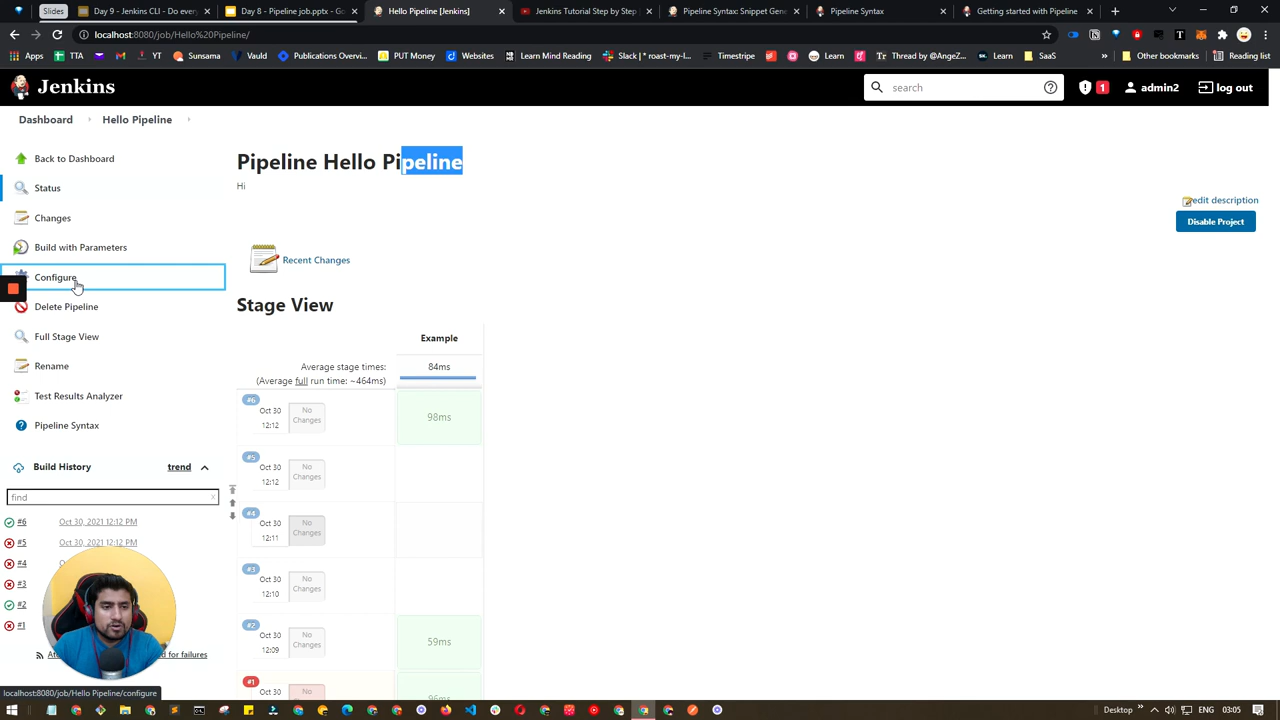 Slides
Day 9 - Jenkins CLI - Do every
Day 8 - Pipeline job.pptx - Go
Hello Pipeline [Jenkins]
Jenkins Tutorial Step by Step
Pipeline Syntax: Snippet Gener
Pipeline Syntax
Getting started with Pipeline
localhost:8080/job/Hello%20Pipeline/
Apps
TTA
YT
Sunsama
Vauld
Publications Overvi...
PUT Money
Websites
Learn Mind Reading
Slack | * roast-my-l...
Timestripe
Learn
Yt
Thread by @AngeZ...
Learn
SaaS
Other bookmarks
Reading list
Jenkins
search
1
admin2
log out
Dashboard
Hello Pipeline
Back to Dashboard
Status
Changes
Build with Parameters
Configure
Delete Pipeline
Full Stage View
Rename
Test Results Analyzer
Pipeline Syntax
Build History
trend
find
x
#6 Oct 30, 2021 12:12 PM
#5 Oct 30, 2021 12:12 PM
#4
#3
#2
#1
for failures
localhost:8080/job/Hello Pipeline/configure
Pipeline Hello Pipeline
Hi
edit description
Disable Project
Recent Changes
Stage View
Example
Average stage times:
84ms
(Average full run time: ~464ms)
#6
Oct 30
12:12
No
Changes
98ms
#5
Oct 30
12:12
No
Changes
#4
Oct 30
12:11
No
Changes
#3
Oct 30
12:10
No
Changes
#2
Oct 30
12:09
No
Changes
59ms
#1
Oct 30
No
Changes
96ms
Desktop
ENG
03:05